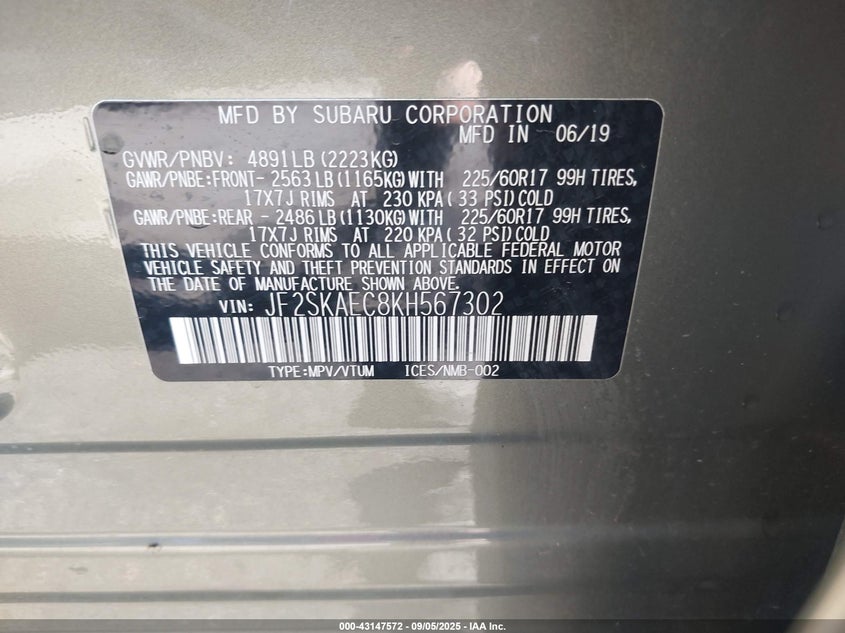 MFD BY SUBARU CORPORATION
MFD IN 06/19
GVWR/PNBV: 4891LB (2223KG)
GAWR/PNBE:FRONT- 2563 LB (1165KG) WITH 225/60R17 99H TIRES,
17X7J RIMS AT 230 KPA ( 33 PSI) COLD
GAWR/PNBE:REAR - 2486 LB (1130KG) WITH 225/60R17 99H TIRES,
17X7J RIMS AT 220 KPA ( 32 PSI) COLD
THIS VEHICLE CONFORMS TO ALL APPLICABLE FEDERAL MOTOR
VEHICLE SAFETY AND THEFT PREVENTION STANDARDS IN EFFECT ON
THE DATE OF MANUFACTURE SHOWN ABOVE.
VIN: JF2SKAEC8KH567302
TYPE:MPV/VTUM ICES/NMB-002
000-43147572 - 09/05/2025 - IAA Inc.